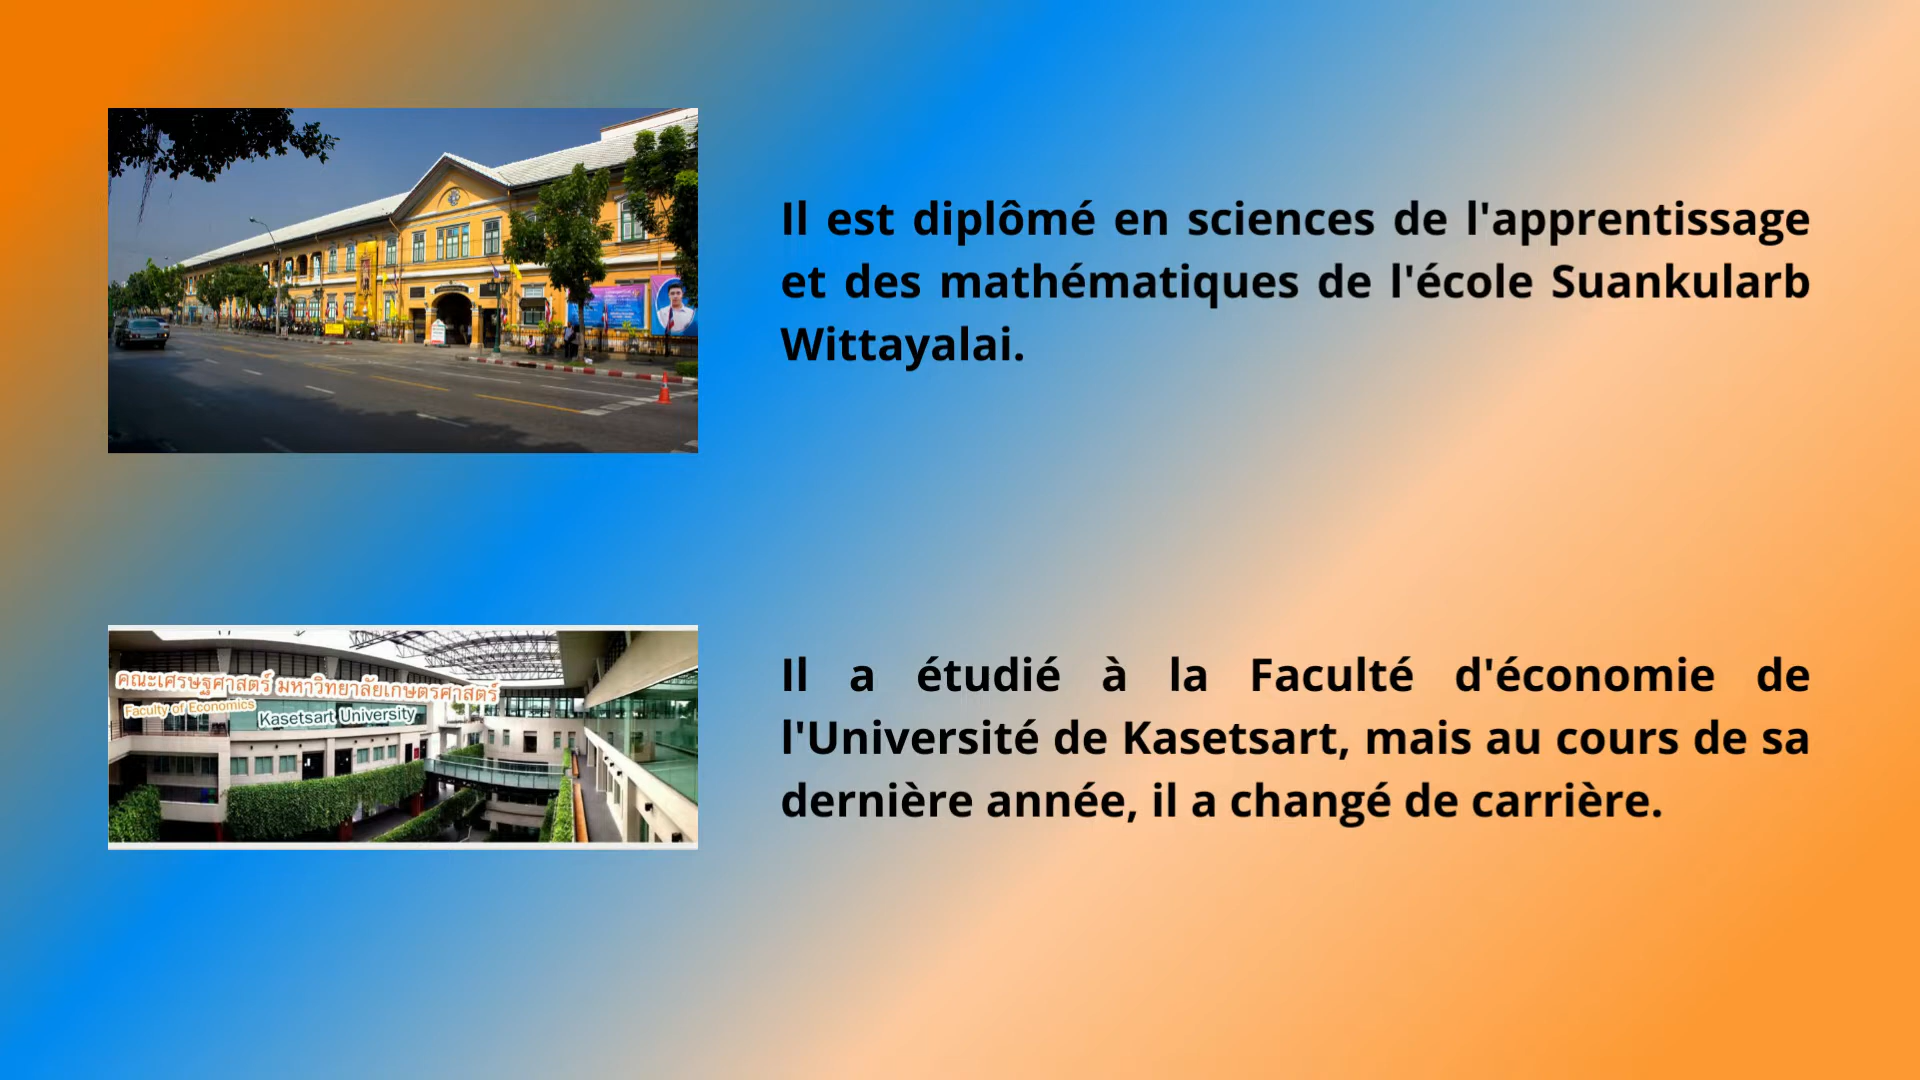 Il est diplômé en sciences de l'apprentissage
et des mathématiques de l'école Suankularb
Wittayalai.
คณะเศรษฐศาสตร์ มหาวิทยาลัยเกษตรศาสตร์
Faculty of Economics
Kasetsart University
Il a étudié à la Faculté d'économie de
l'Université de Kasetsart, mais au cours de sa
dernière année, il a changé de carrière.